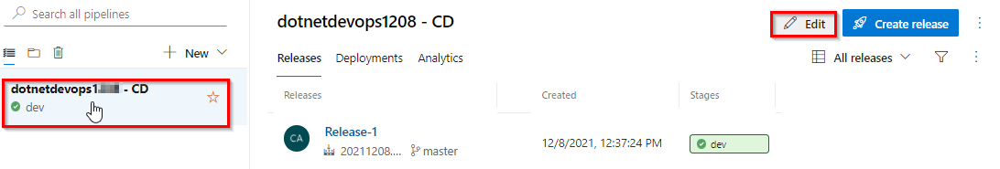 Search all pipelines
New
dotnetdevops1 - CD
dev
dotnetdevops1208 - CD
Edit
Create release
Releases Deployments Analytics
All releases
Releases Created Stages
CA
Release-1
20211208.... master
12/8/2021, 12:37:24 PM
dev